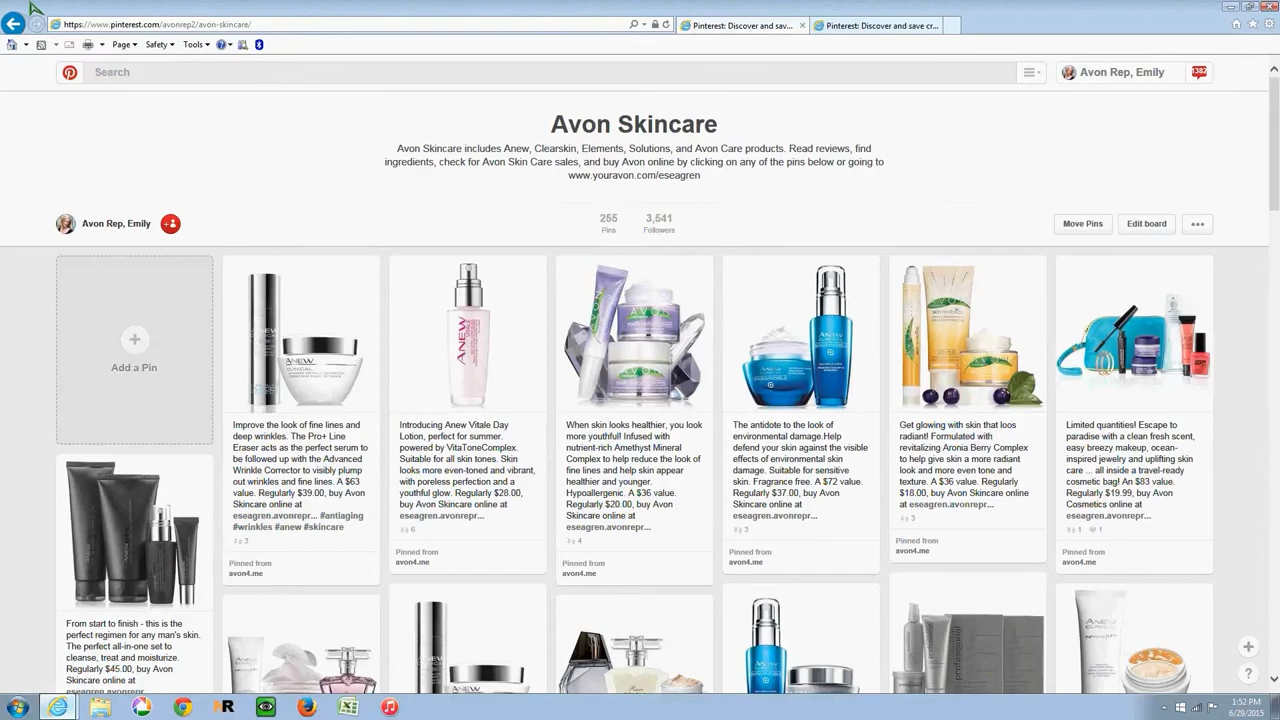 https://www.pinterest.com/avonrep2/avon-skincare/
Pinterest: Discover and sav...
Pinterest: Discover and save cr...
Page
Safety
Tools
Search
Avon Rep, Emily
Avon Skincare
Avon Skincare includes Anew, Clearskin, Elements, Solutions, and Avon Care products. Read reviews, find
ingredients, check for Avon Skin Care sales, and buy Avon online by clicking on any of the pins below or going to
www.youravon.com/eseagren
Avon Rep, Emily
255
Pins
3,541
Followers
Move Pins
Edit board
Add a Pin
From start to finish - this is the
perfect regimen for any man's skin.
The perfect all-in-one set to
cleanse, treat and moisturize.
Regularly $45.00, buy Avon
Skincare online at
eseagren.avonrepr...
ANEW
ANEW
CLINICAL
Improve the look of fine lines and
deep wrinkles. The Pro+ Line
Eraser acts as the perfect serum to
be followed up with the Advanced
Wrinkle Corrector to visibly plump
out wrinkles and fine lines. A $63
value. Regularly $39.00, buy Avon
Skincare online at
eseagren.avonrepr... #antiaging
#wrinkles #anew #skincare
3
Pinned from
avon4.me
ANEW
Introducing Anew Vitale Day
Lotion, perfect for summer.
powered by VitaToneComplex.
Suitable for all skin tones. Skin
looks more even-toned and vibrant,
with poreless perfection and a
youthful glow. Regularly $28.00,
buy Avon Skincare online at
eseagren.avonrepr...
6
Pinned from
avon4.me
When skin looks healthier, you look
more youthful! Infused with
nutrient-rich Amethyst Mineral
Complex to help reduce the look of
fine lines and help skin appear
healthier and younger.
Hypoallergenic. A $36 value.
Regularly $20.00, buy Avon
Skincare online at
eseagren.avonrepr...
4
Pinned from
avon4.me
The antidote to the look of
environmental damage.Help
defend your skin against the visible
effects of environmental skin
damage. Suitable for sensitive
skin. Fragrance free. A $72 value.
Regularly $37.00, buy Avon
Skincare online at
eseagren.avonrepr...
3
Pinned from
avon4.me
Get glowing with skin that loos
radiant! Formulated with
revitalizing Aronia Berry Complex
to help give skin a more radiant
look and more even tone and
texture. A $36 value. Regularly
$18.00, buy Avon Skincare online
at eseagren.avonrepr...
3
Pinned from
avon4.me
Limited quantities! Escape to
paradise with a clean fresh scent,
easy breezy makeup, ocean-
inspired jewelry and uplifting skin
care ... all inside a travel-ready
cosmetic bag! An $83 value.
Regularly $19.99, buy Avon
Cosmetics online at
eseagren.avonrepr...
1 1
Pinned from
avon4.me
ANEW
professional
ANEW
?
1:52 PM
6/29/2015